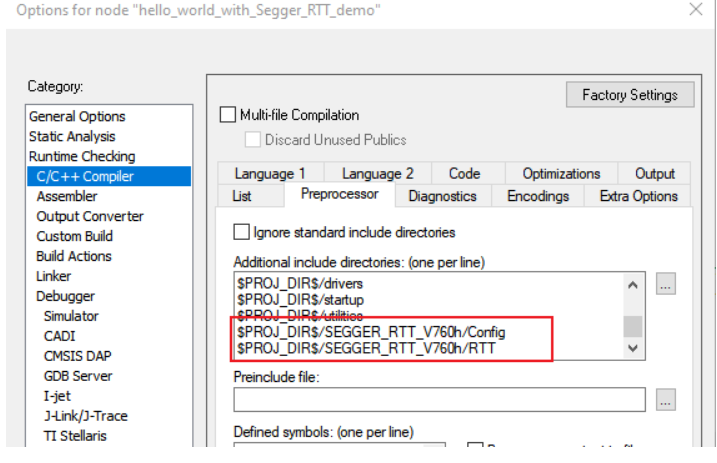 Options for node "hello_world_with_Segger_RTT_demo"
Category:
Factory Settings
General Options
Static Analysis
Runtime Checking
C/C++ Compiler
Assembler
Output Converter
Custom Build
Build Actions
Linker
Debugger
Simulator
CADI
CMSIS DAP
GDB Server
I-jet
J-Link/J-Trace
TI Stellaris
Multi-file Compilation
Discard Unused Publics
Language 1 Language 2 Code Optimizations Output
List Preprocessor Diagnostics Encodings Extra Options
Ignore standard include directories
Additional include directories: (one per line)
$PROJ_DIR$/drivers
$PROJ_DIR$/startup
$PROJ_DIR$/utilities
$PROJ_DIR$/SEGGER_RTT_V760h/Config
$PROJ_DIR$/SEGGER_RTT_V760h/RTT
...
Preinclude file:
...
Defined symbols: (one per line)